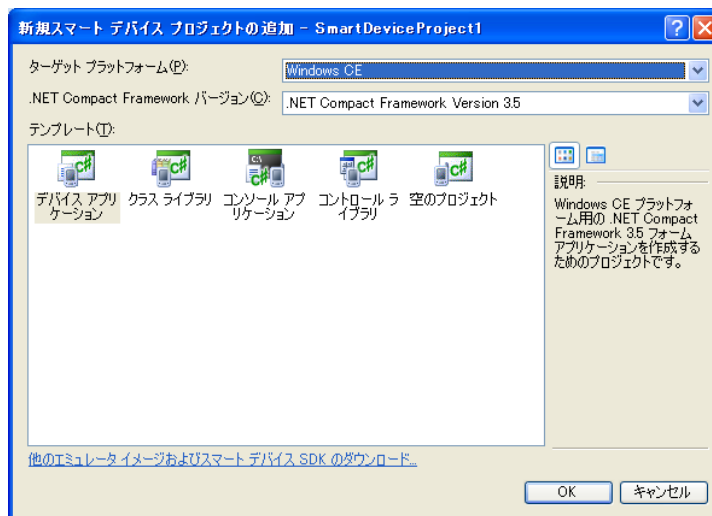 新規スマート デバイス プロジェクトの追加 - SmartDeviceProject1
ターゲット プラットフォーム(P):
Windows CE
.NET Compact Framework バージョン(C):
.NET Compact Framework Version 3.5
テンプレート(T):
デバイス アプリ
ケーション
クラス ライブラリ
コンソール アプ
リケーション
コントロール ラ
イブラリ
空のプロジェクト
説明:
Windows CE プラットフォ
ーム用の .NET Compact
Framework 3.5 フォーム
アプリケーションを作成する
ためのプロジェクトです。
他のエミュレータ イメージおよびスマート デバイス SDK のダウンロード...
OK
キャンセル